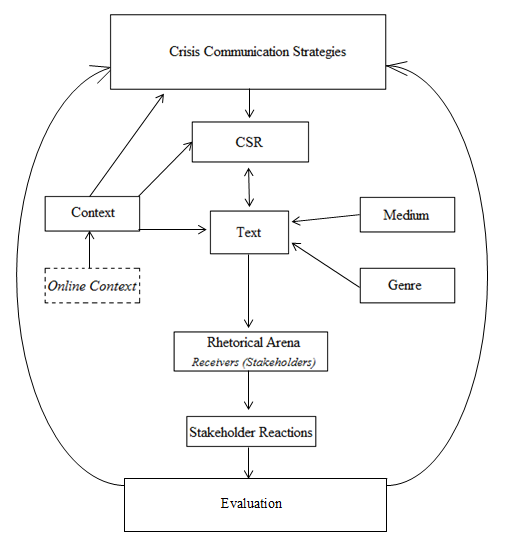 Crisis Communication Strategies
CSR
Context
Text
Medium
Online Context
Genre
Rhetorical Arena
Receivers (Stakeholders)
Stakeholder Reactions
Evaluation